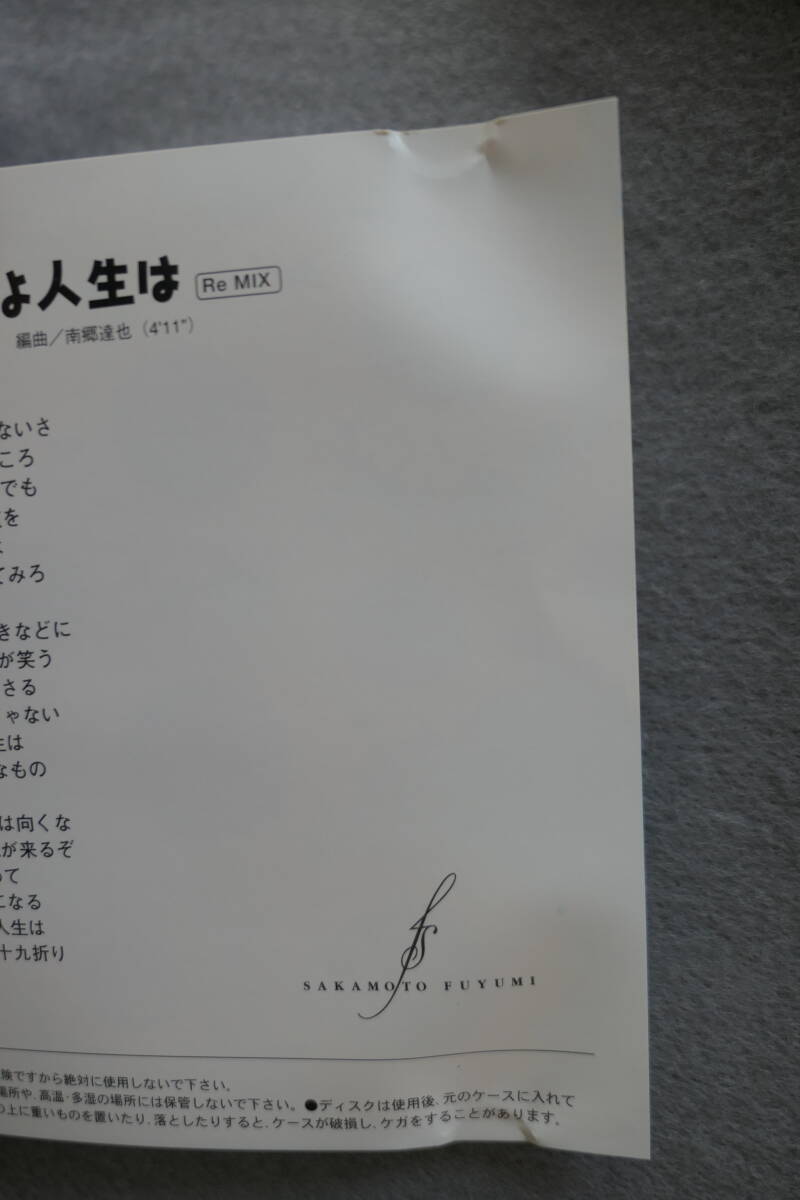 ょ人生は Re MIX
編曲／南郷達也（4'11"）
ないさ
ころ
でも
を
てみろ
きなどに
が笑う
さる
ゃない
生は
なもの
は向くな
が来るぞ
って
になる
人生は
十九折り
fs
SAKAMOTO FUYUMI
険ですから絶対に使用しないで下さい。
場所や、高温・多湿の場所には保管しないで下さい。●ディスクは使用後、元のケースに入れて
の上に重いものを置いたり、落としたりすると、ケースが破損し、ケガをすることがあります。